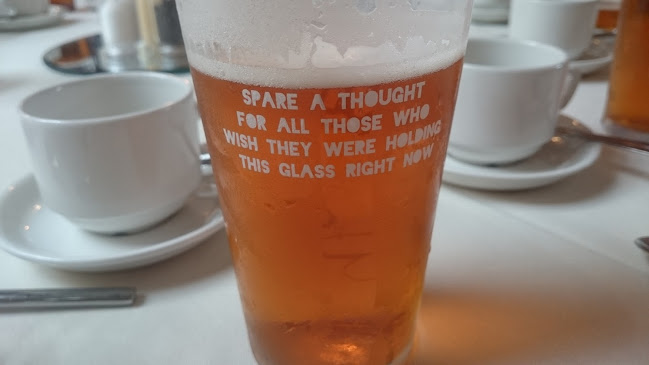 SPARE A THOUGHT
FOR ALL THOSE WHO
WISH THEY WERE HOLDING
THIS GLASS RIGHT NOW